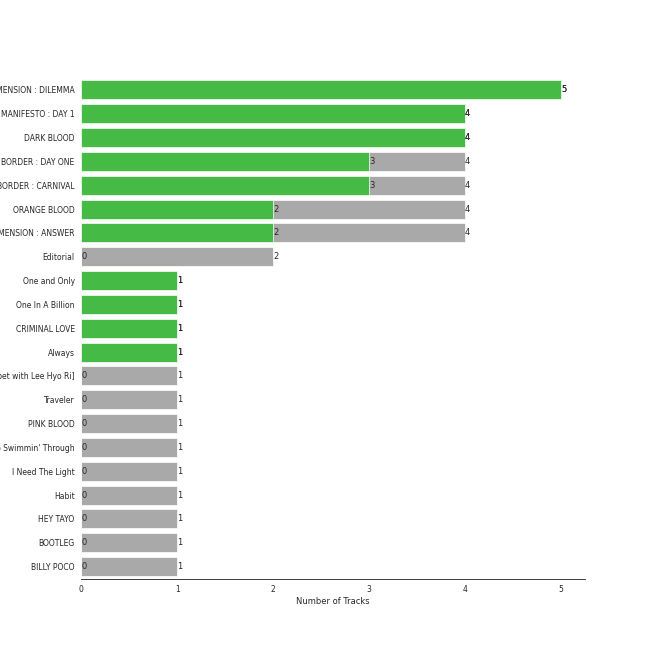 : DILEMMA 5
MANIFESTO : DAY 1 4
DARK BLOOD 4
BORDER : DAY ONE 3 4
BORDER : CARNIVAL 3 4
ORANGE BLOOD 2 4
: ANSWER 2 4
Editorial 0 2
One and Only 1
One In A Billion 1
CRIMINAL LOVE 1
Always 1
with Lee Hyo Ri] 0 1
Traveler 0 1
PINK BLOOD 0 1
Swimmin' Through 0 1
I Need The Light 0 1
Habit 0 1
HEY TAYO 0 1
BOOTLEG 0 1
BILLY POCO 0 1
0 1 2 3 4 5
Number of Tracks